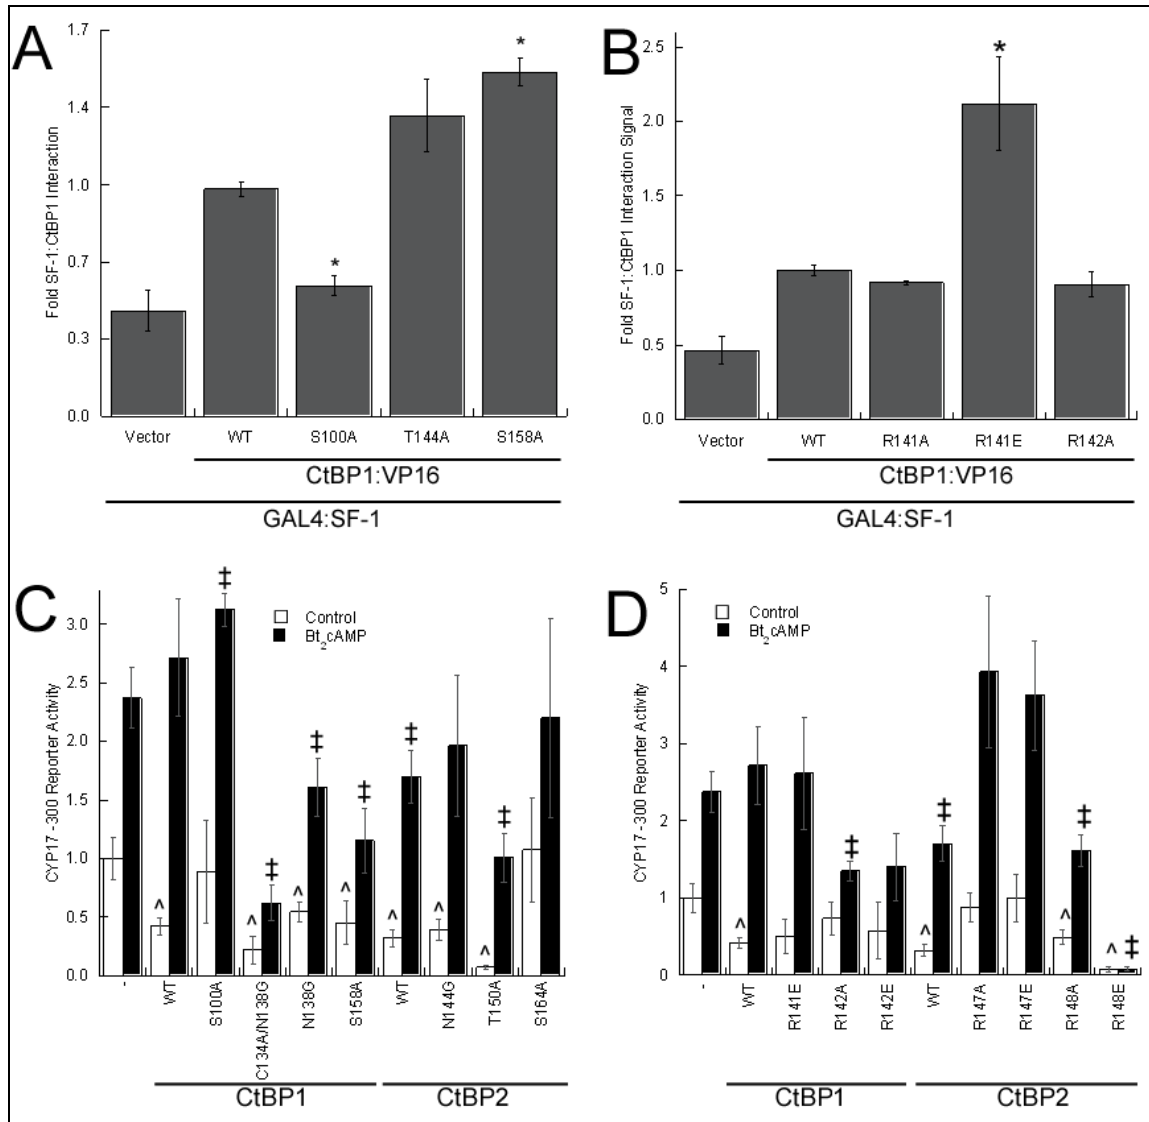 A
Fold SF-1:CtBP1 Interaction
1.7
1.4
1.0
0.7
0.3
0.0
*
*
Vector WT S100A T144A S158A
CtBP1:VP16
GAL4:SF-1
B
Fold SF-1:CtBP1 Interaction Signal
2.5
2.0
1.5
1.0
0.5
0.0
*
Vector WT R141A R141E R142A
CtBP1:VP16
GAL4:SF-1
C
CYP17 -300 Reporter Activity
3.0
2.5
2.0
1.5
1.0
0.5
0.0
Control
Bt2cAMP
‡
^ ^ ‡ ^ ‡ ^ ‡ ^ ‡ ^ ^ ‡
- WT S100A C134A/N138G N138G S158A WT N144G T150A S164A
CtBP1 CtBP2
D
CYP17 -300 Reporter Activity
5
4
3
2
1
0
Control
Bt2cAMP
^ ‡ ^ ‡ ^ ‡ ^ ‡
- WT R141E R142A R142E WT R147A R147E R148A R148E
CtBP1 CtBP2